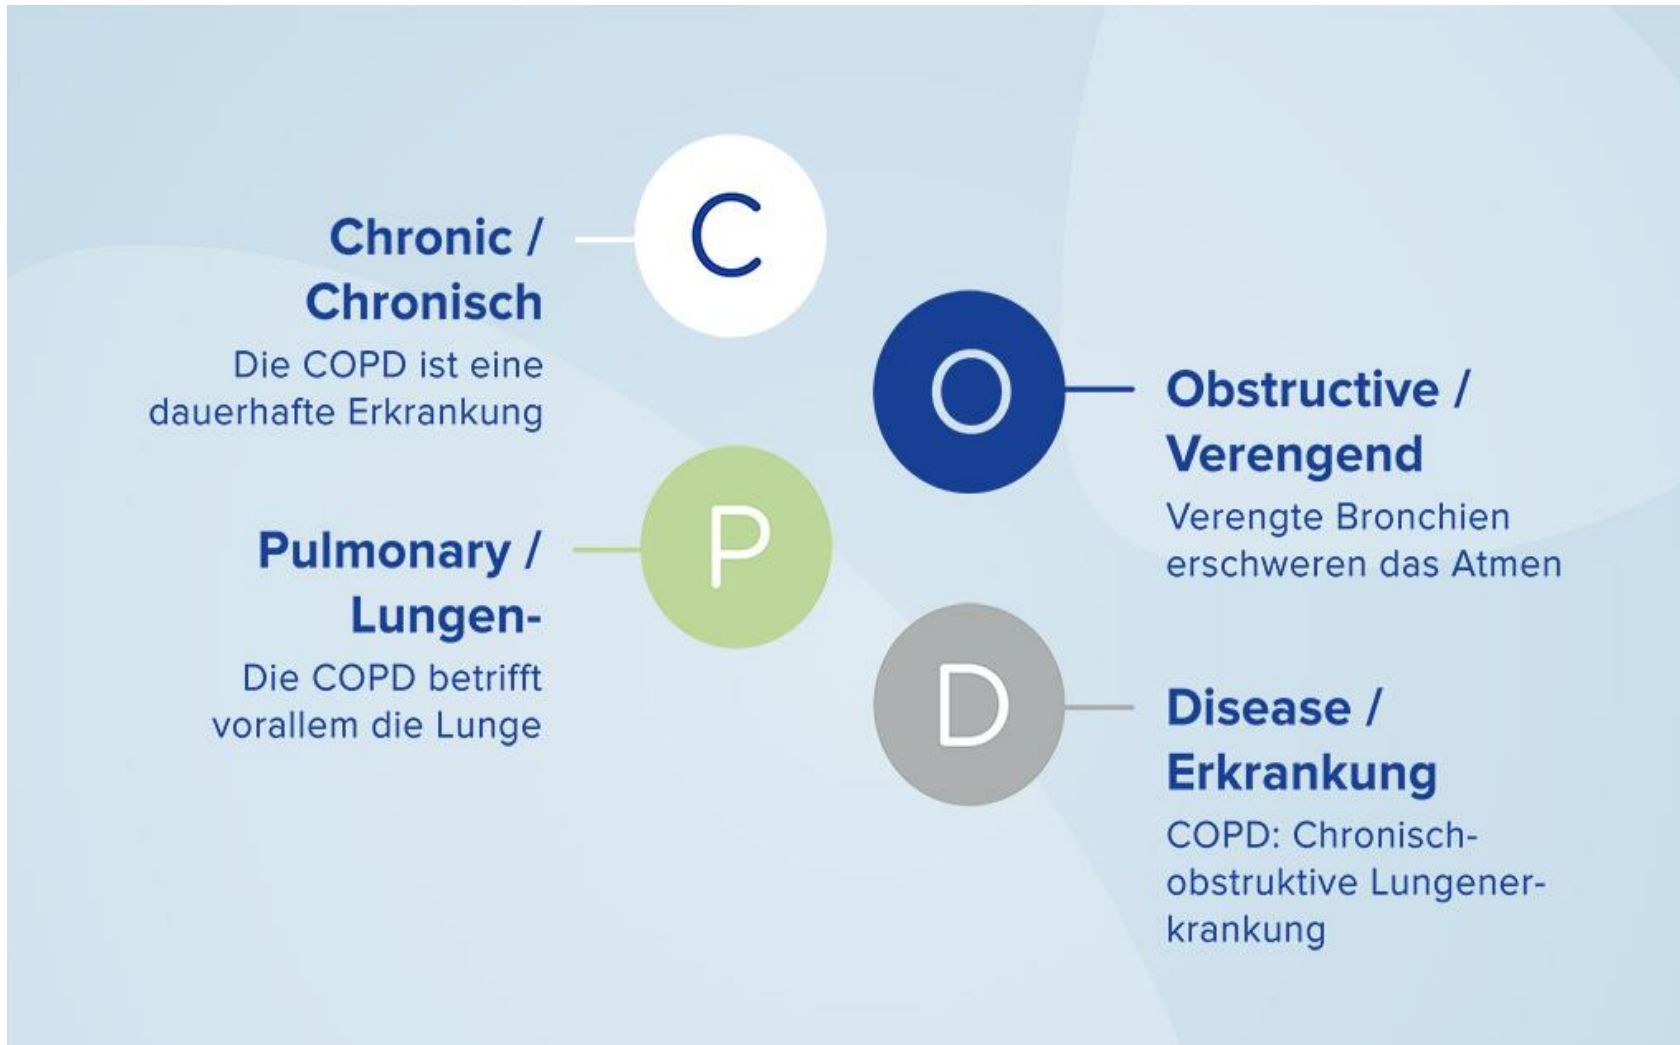 C
Chronic /
Chronisch
Die COPD ist eine
dauerhafte Erkrankung
O
Obstructive /
Verengend
Verengte Bronchien
erschweren das Atmen
P
Pulmonary /
Lungen-
Die COPD betrifft
vorallem die Lunge
D
Disease /
Erkrankung
COPD: Chronisch-
obstruktive Lungener-
krankung